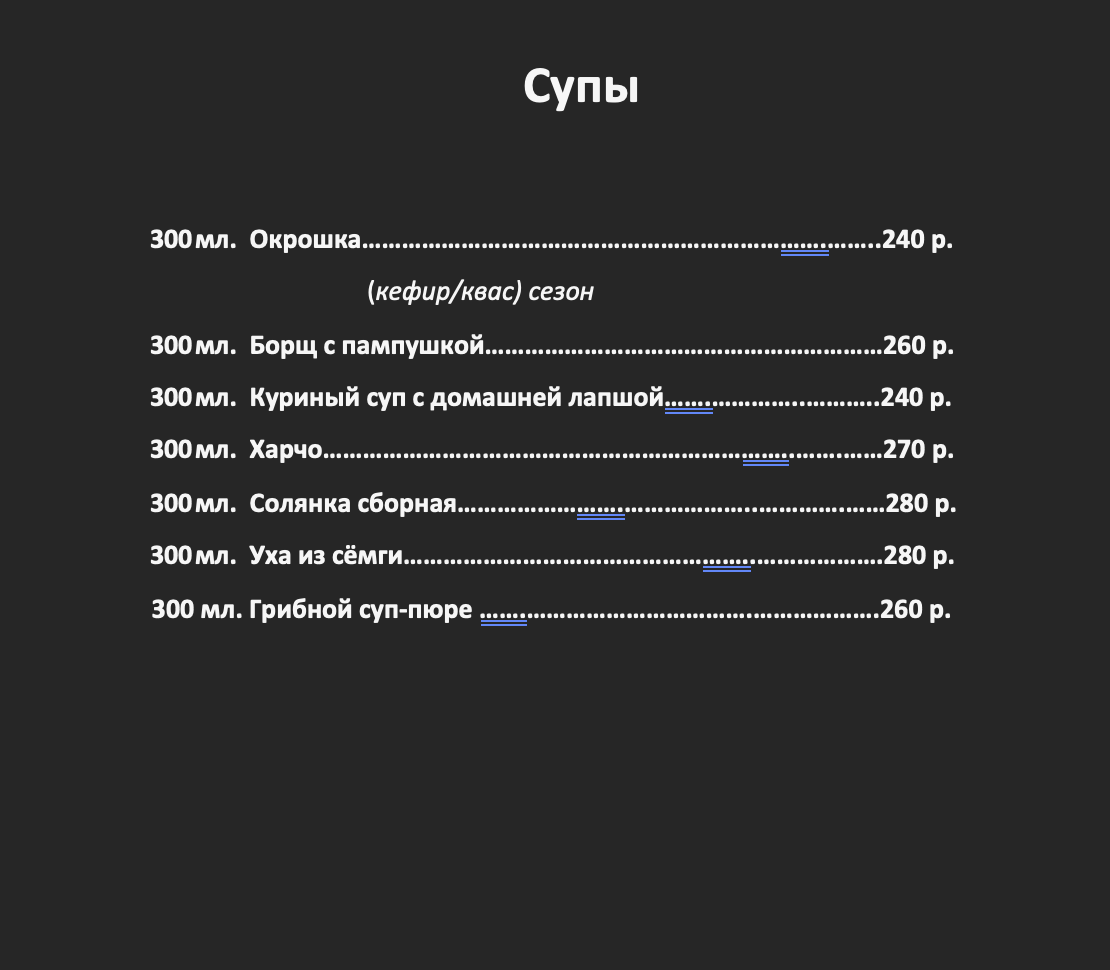 Супы
300 мл. Окрошка……………………………………………………………………..240 р.
(кефир/квас) сезон
300 мл. Борщ с пампушкой……………………………………………………260 р.
300 мл. Куриный суп с домашней лапшой…….…………..………..240 р.
300 мл. Харчо…………………………………………………………….……………270 р.
300 мл. Солянка сборная…………………….………………..…………………285 р.
300 мл. Уха из сёмги…………………………………………….…………………280 р.
300 мл. Грибной суп-пюре …….……………………………..……………….260 р.